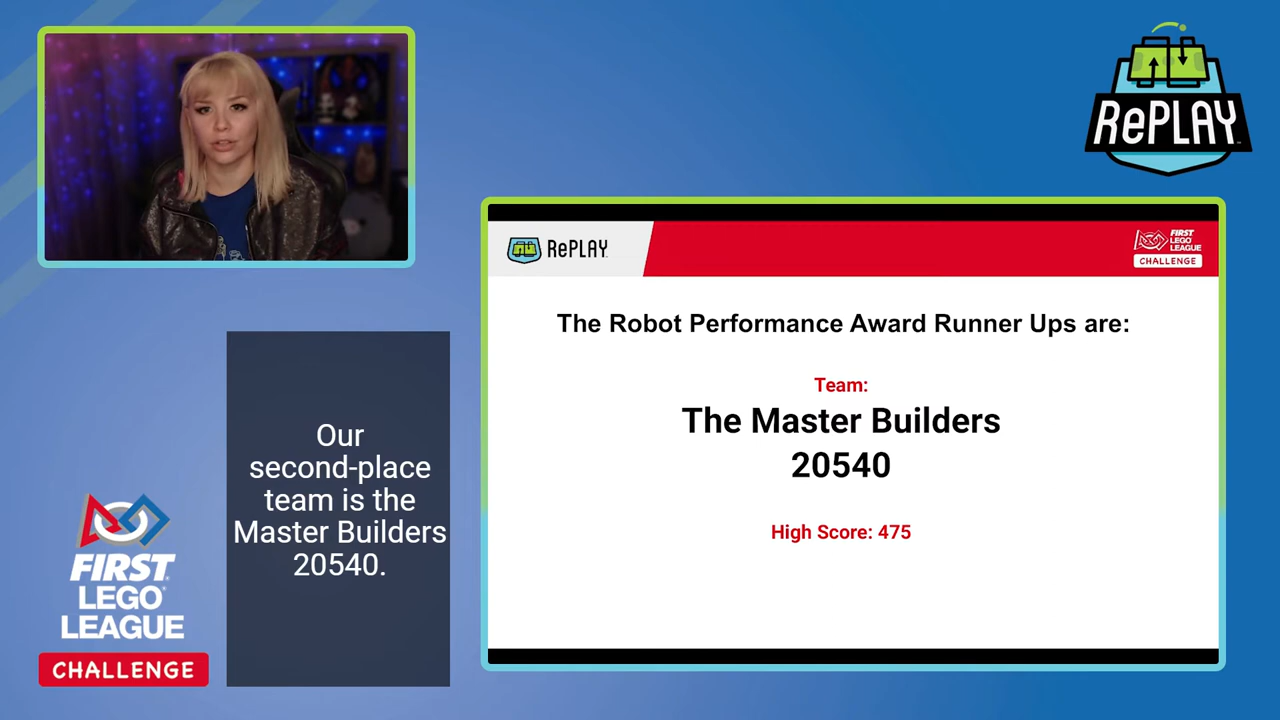 RePLAY
RePLAY
FIRST
LEGO
LEAGUE
CHALLENGE
The Robot Performance Award Runner Ups are:
Team:
The Master Builders
20540
High Score: 475
Our
second-place
team is the
Master Builders
20540.
FIRST
LEGO
LEAGUE
CHALLENGE